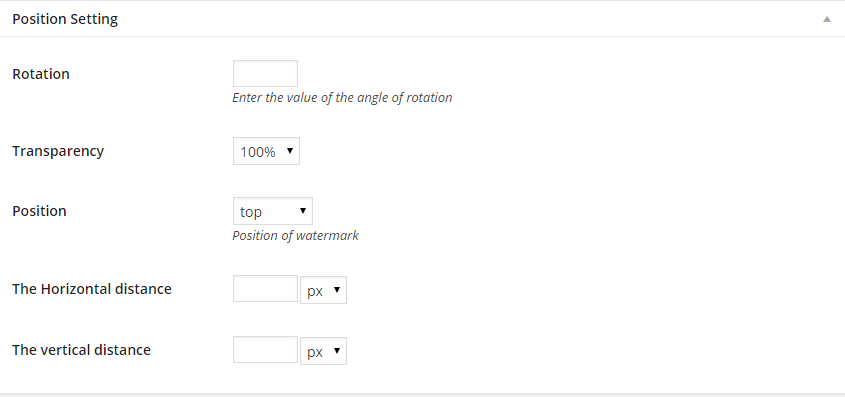 Position Setting
Rotation
Enter the value of the angle of rotation
Transparency
100%
Position
top
Position of watermark
The Horizontal distance
px
The vertical distance
px